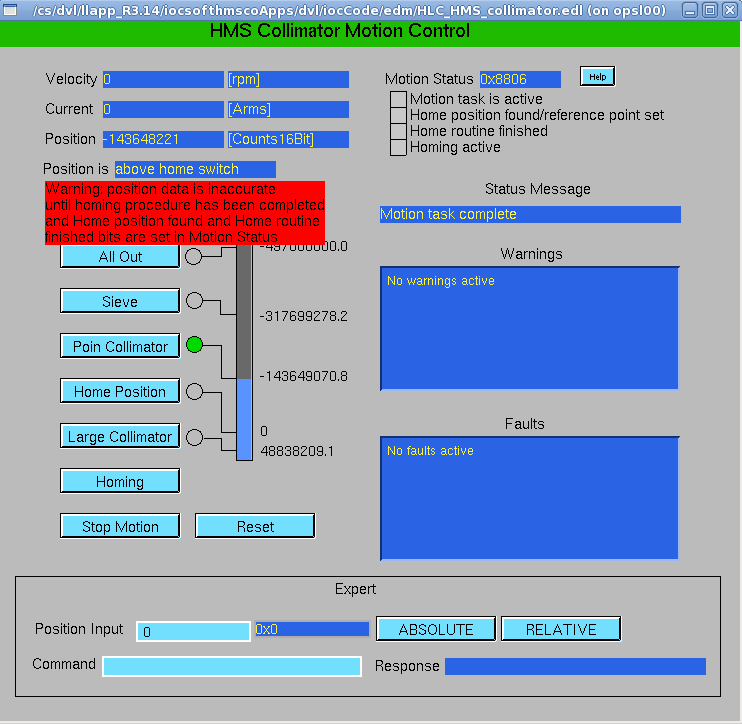 /cs/dvl/llapp_R3.14/iocsofthmscoApps/dvl/iocCode/edm/HLC_HMS_collimator.edl (on opsl00)
HMS Collimator Motion Control
Velocity 0 [rpm]
Current 0 [Arms]
Position -143648221 [Counts16Bit]
Position is above home switch
Warning: position data is inaccurate
until homing procedure has been completed
and Home position found and Home routine
finished bits are set in Motion Status
Motion Status 0x8806 Help
Motion task is active
Home position found/reference point set
Home routine finished
Homing active
Status Message
Motion task complete
Warnings
No warnings active
Faults
No faults active
All Out
Sieve
Poin Collimator
Home Position
Large Collimator
Homing
Stop Motion Reset
-497000000.0
-317699278.2
-143649070.8
0
48838209.1
Expert
Position Input 0 0x0 ABSOLUTE RELATIVE
Command Response